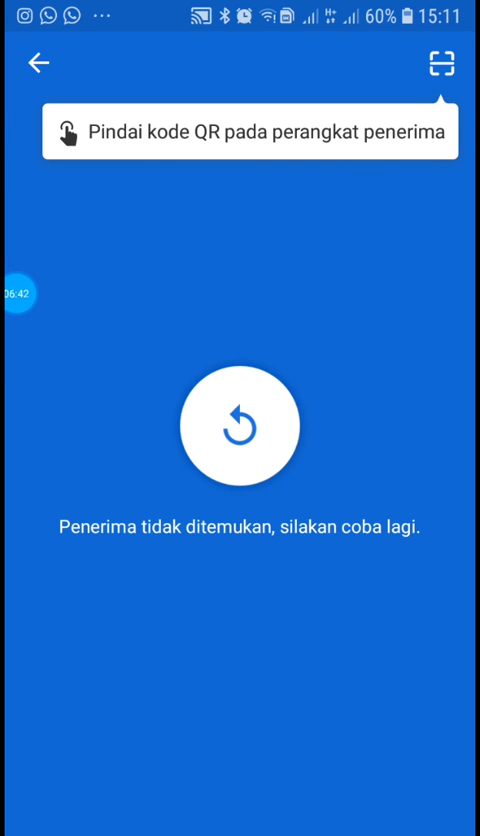 60% 15:11
Pindai kode QR pada perangkat penerima
06:42
Penerima tidak ditemukan, silakan coba lagi.